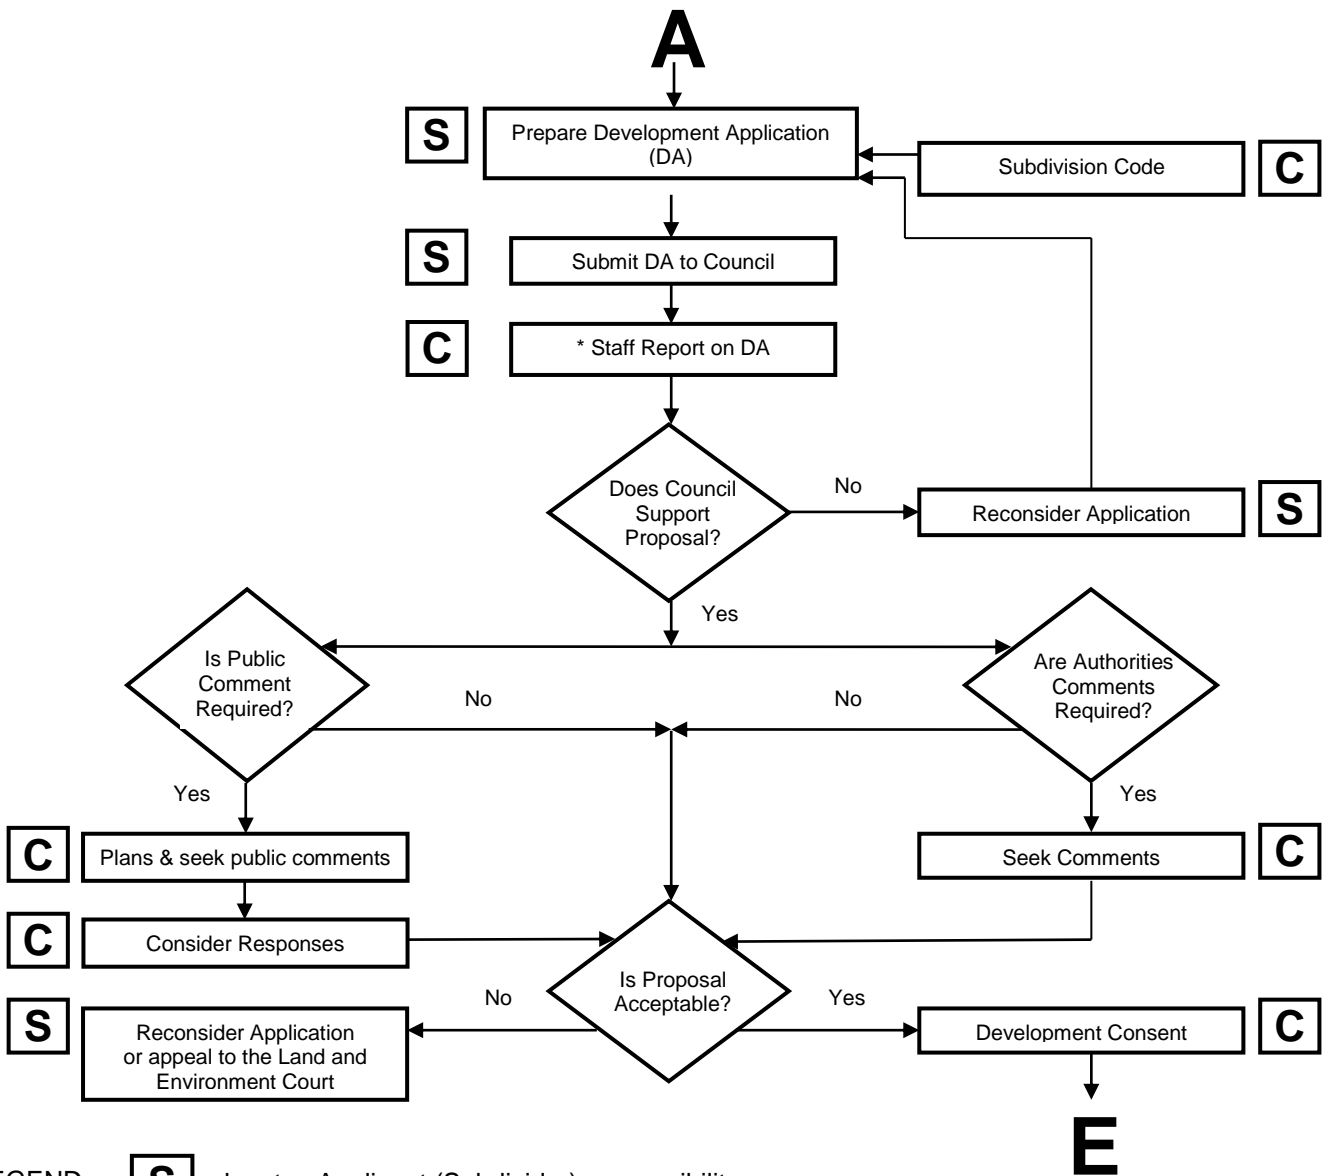 A
S
Prepare Development Application
(DA)
Subdivision Code
C
S
Submit DA to Council
C
* Staff Report on DA
Does Council
Support
Proposal?
No
Reconsider Application
S
Yes
Is Public
Comment
Required?
Are Authorities
Comments
Required?
No
No
Yes
Yes
C
Plans & seek public comments
Seek Comments
C
C
Consider Responses
Is Proposal
Acceptable?
No
Yes
S
Reconsider Application
or appeal to the Land and
Environment Court
Development Consent
C
E
S